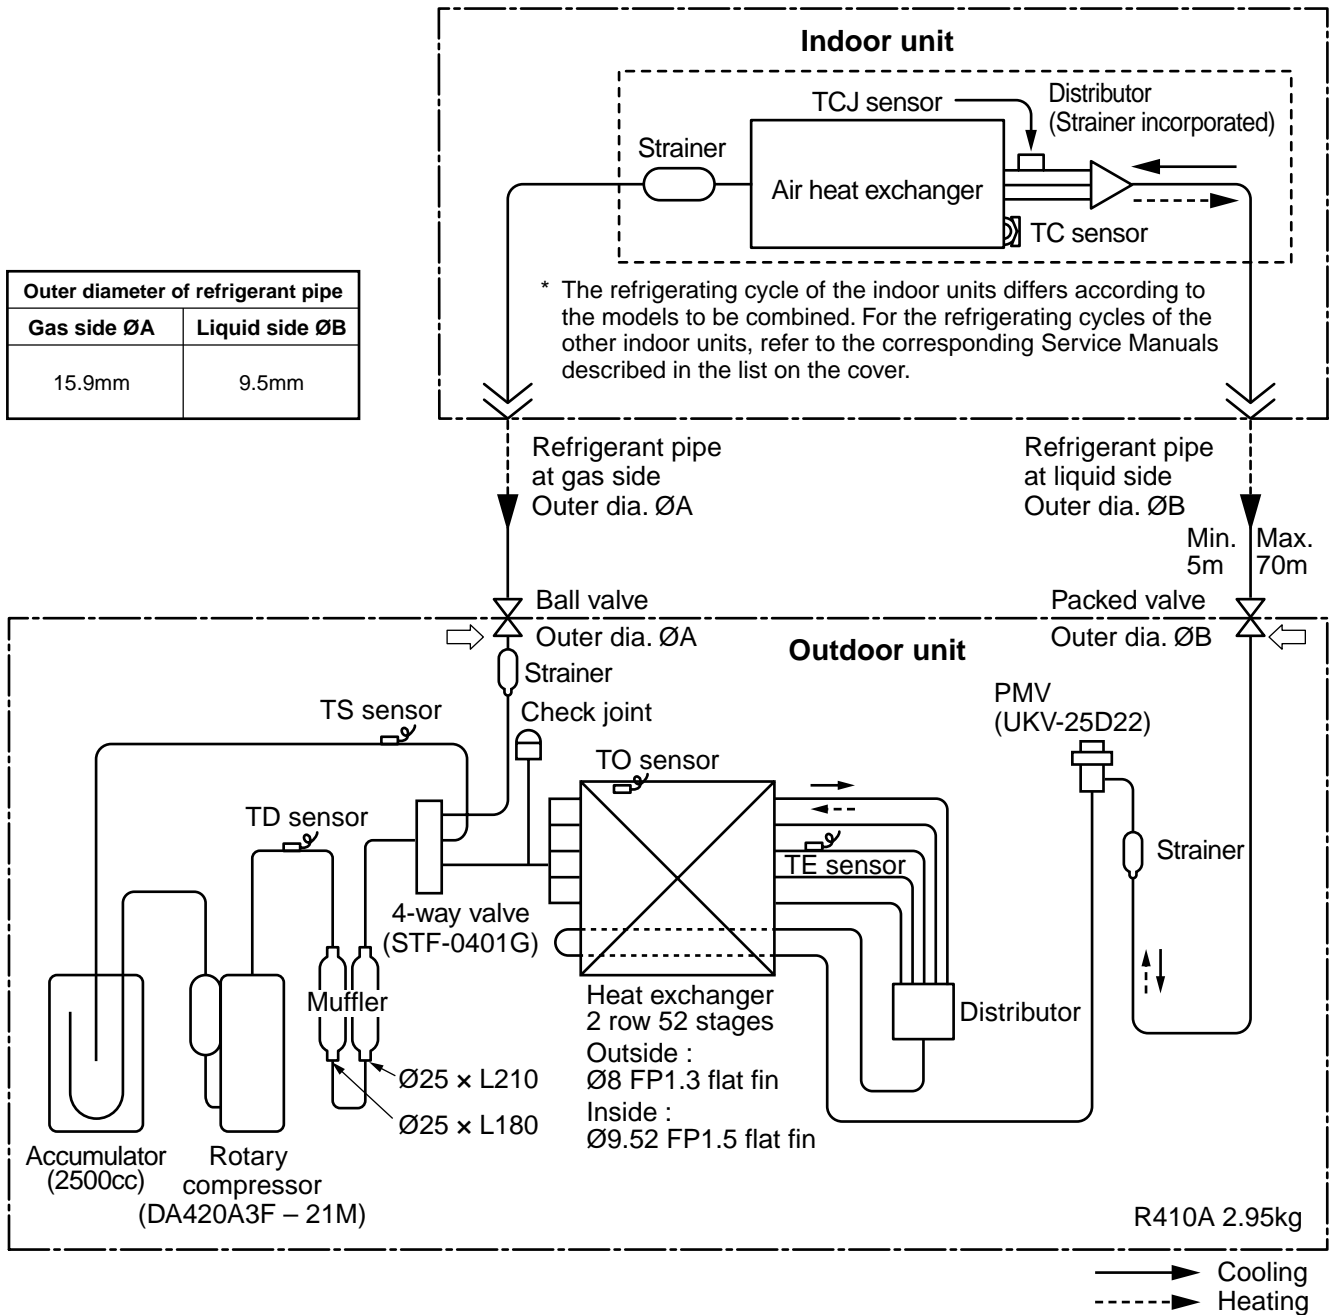 Indoor unit
TCJ sensor
Distributor
(Strainer incorporated)
Strainer
Air heat exchanger
TC sensor
* The refrigerating cycle of the indoor units differs according to
the models to be combined. For the refrigerating cycles of the
other indoor units, refer to the corresponding Service Manuals
described in the list on the cover.
Outer diameter of refrigerant pipe
Gas side ØA Liquid side ØB
15.9mm 9.5mm
Refrigerant pipe
at gas side
Outer dia. ØA
Refrigerant pipe
at liquid side
Outer dia. ØB
Min. Max.
5m 70m
Ball valve
Outer dia. ØA
Packed valve
Outer dia. ØB
Outdoor unit
Strainer
TS sensor
Check joint
PMV
(UKV-25D22)
TO sensor
TD sensor
TE sensor
Strainer
4-way valve
(STF-0401G)
Muffler
Heat exchanger
2 row 52 stages
Outside :
Ø8 FP1.3 flat fin
Inside :
Ø9.52 FP1.5 flat fin
Distributor
Ø25 × L210
Ø25 × L180
Accumulator
(2500cc)
Rotary
compressor
(DA420A3F – 21M)
R410A 2.95kg
Cooling
Heating